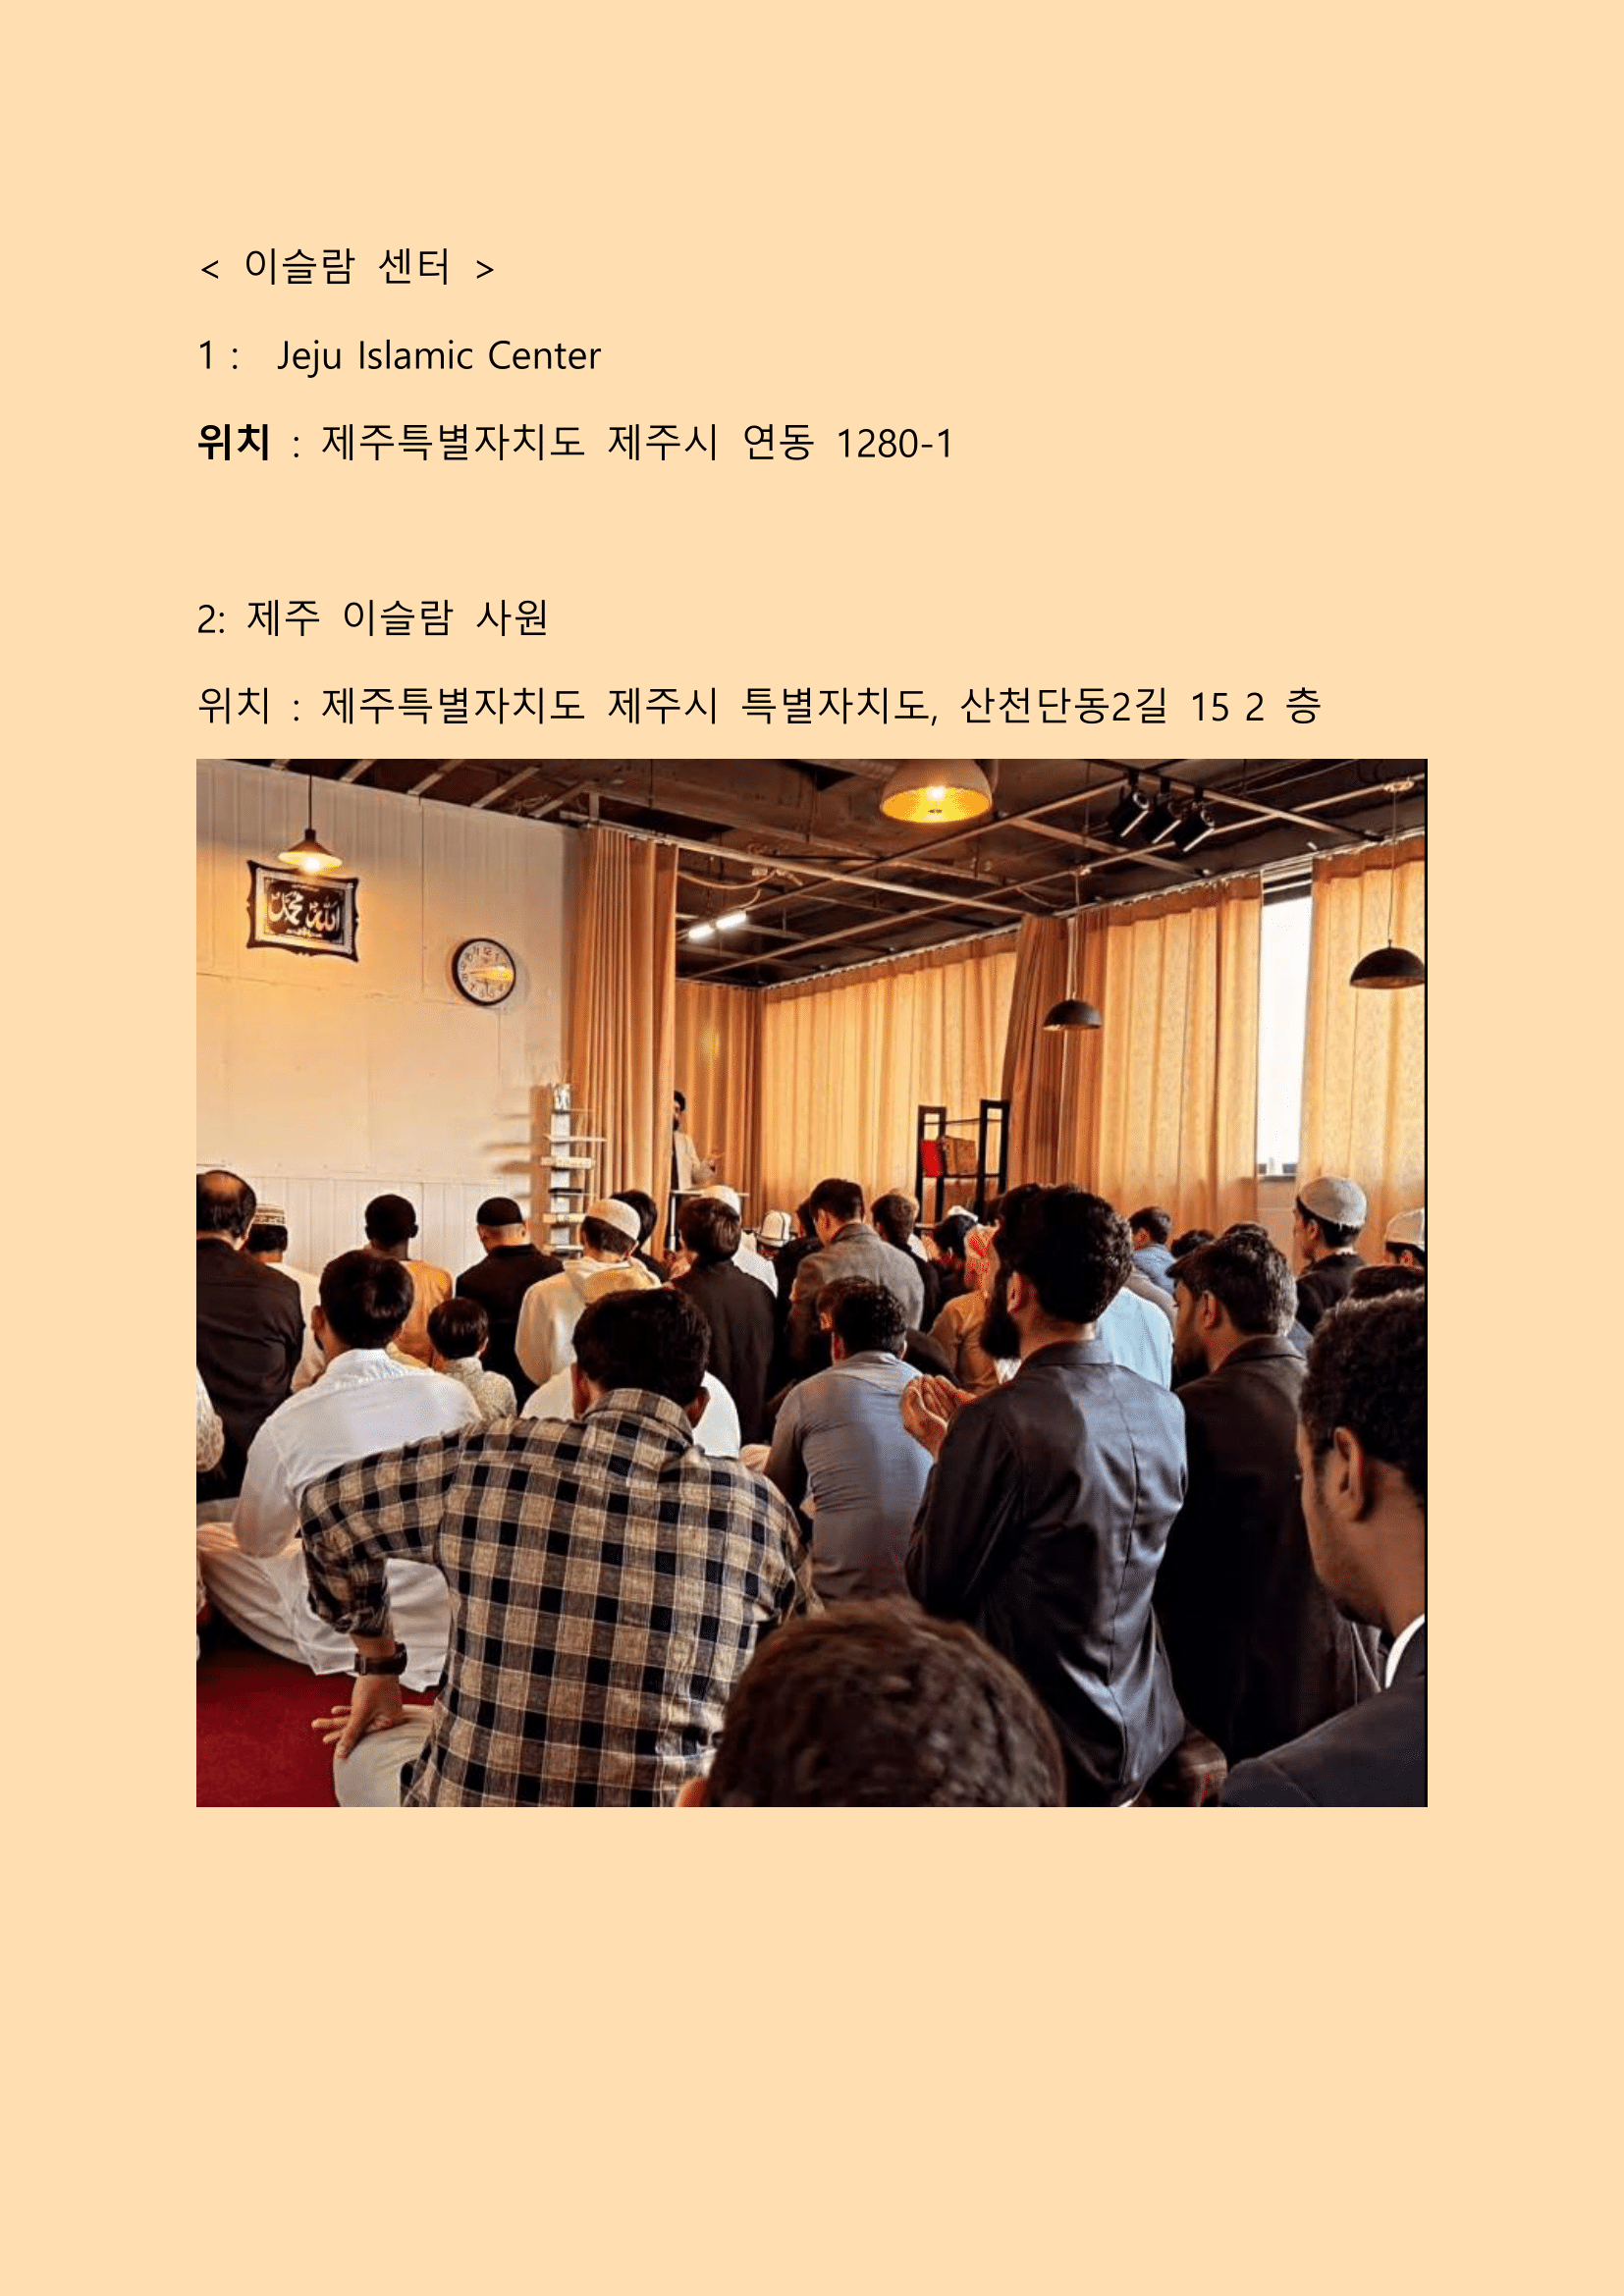 < 이슬람 센터 >
1 : Jeju Islamic Center
위치 : 제주특별자치도 제주시 연동 1280-1
2: 제주 이슬람 사원
위치 : 제주특별자치도 제주시 특별자치도, 산천단동2길 15 2 층
الله محمد